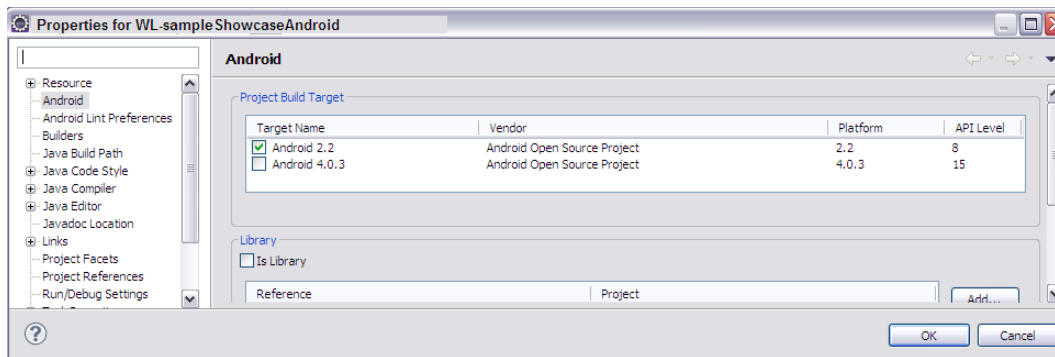 Properties for WL-sampleShowcaseAndroid
Android
Resource
Android
Android Lint Preferences
Builders
Java Build Path
Java Code Style
Java Compiler
Java Editor
Javadoc Location
Links
Project Facets
Project References
Run/Debug Settings
Project Build Target
Target Name Vendor Platform API Level
Android 2.2 Android Open Source Project 2.2 8
Android 4.0.3 Android Open Source Project 4.0.3 15
Library
Is Library
Reference Project
Add...
?
OK Cancel